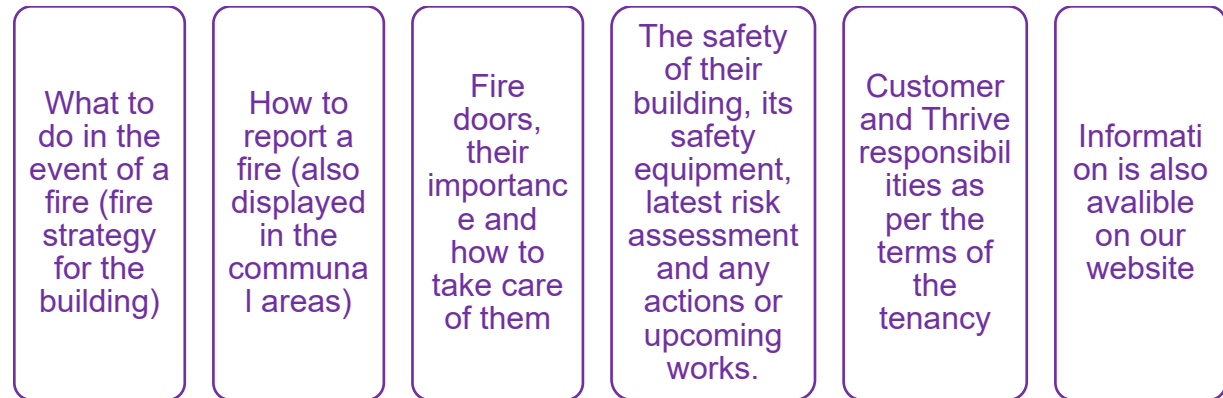 What to
do in the
event of a
fire (fire
strategy
for the
building)
How to
report a
fire (also
displayed
in the
communa
l areas)
Fire
doors,
their
importanc
e and
how to
take care
of them
The safety
of their
building, its
safety
equipment,
latest risk
assessment
and any
actions or
upcoming
works.
Customer
and Thrive
responsibil
ities as
per the
terms of
the
tenancy
Informati
on is also
avalible
on our
website